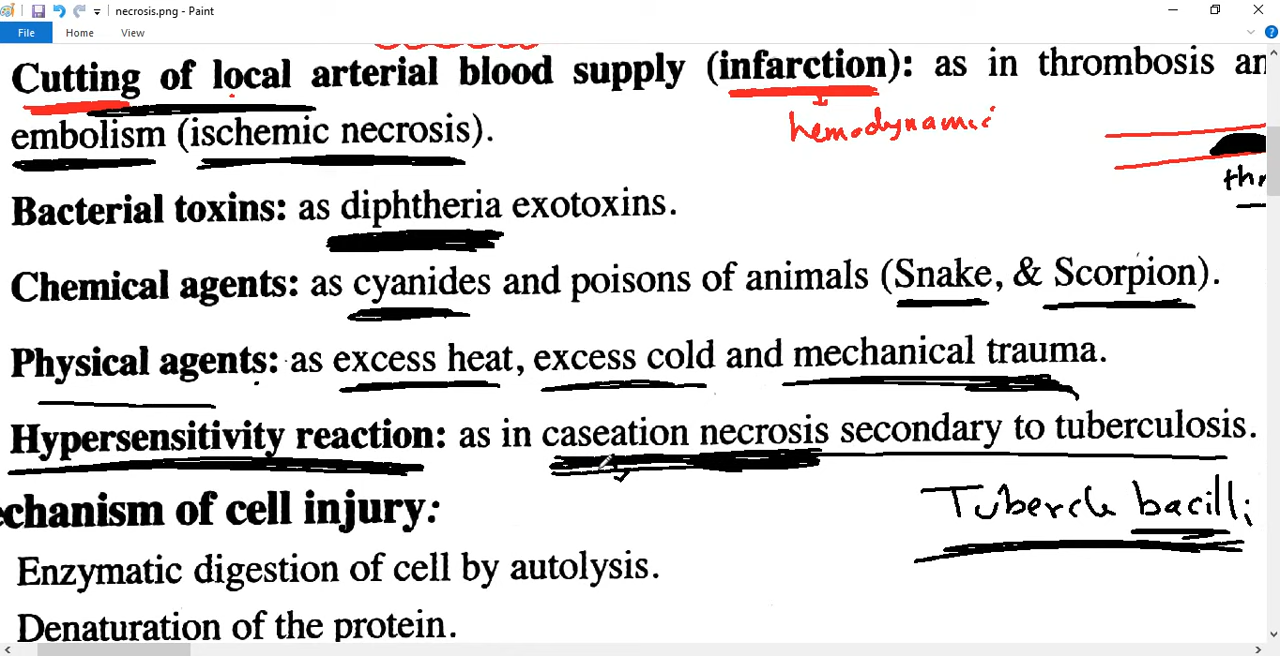 necrosis.png - Paint
File Home View
Cutting of local arterial blood supply (infarction): as in thrombosis an
hemodynamic
embolism (ischemic necrosis).
thr
Bacterial toxins: as diphtheria exotoxins.
Chemical agents: as cyanides and poisons of animals (Snake, & Scorpion).
Physical agents: as excess heat, excess cold and mechanical trauma.
Hypersensitivity reaction: as in caseation necrosis secondary to tuberculosis.
Tubercle bacilli
echanism of cell injury:
Enzymatic digestion of cell by autolysis.
Denaturation of the protein.